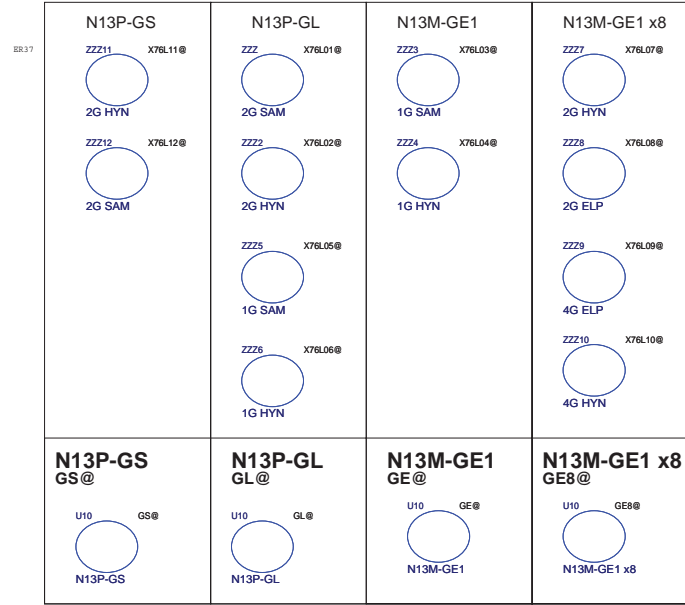 N13P-GS N13P-GL N13M-GE1 N13M-GE1 x8
ER37
ZZZ11 X76L11@ ZZZ X76L01@ ZZZ3 X76L03@ ZZZ7 X76L07@
2G HYN 2G SAM 1G SAM 2G HYN
ZZZ12 X76L12@ ZZZ2 X76L02@ ZZZ4 X76L04@ ZZZ8 X76L08@
2G SAM 2G HYN 1G HYN 2G ELP
ZZZ5 X76L05@ ZZZ9 X76L09@
1G SAM 4G ELP
ZZZ6 X76L06@ ZZZ10 X76L10@
1G HYN 4G HYN
N13P-GS N13P-GL N13M-GE1 N13M-GE1 x8
GS@ GL@ GE@ GE8@
U10 GS@ U10 GL@ U10 GE@ U10 GE8@
N13P-GS N13P-GL N13M-GE1 N13M-GE1 x8